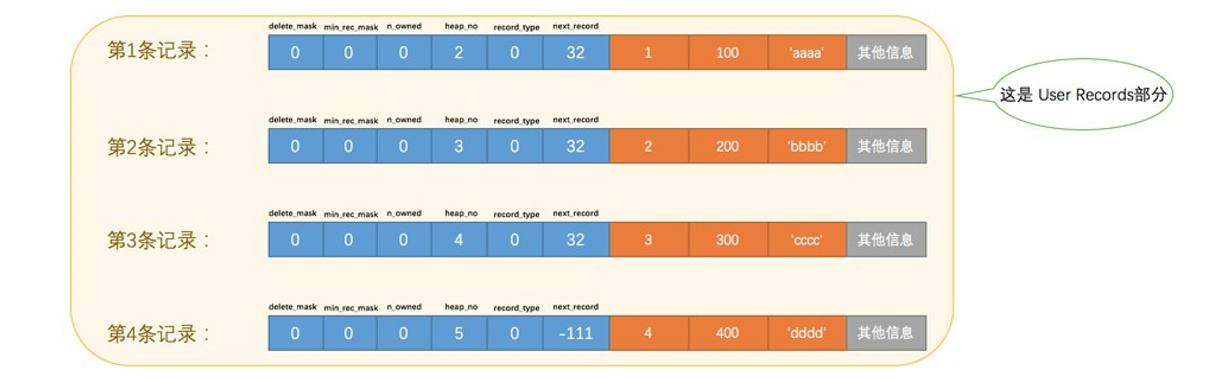 delete_mask min_rec_mask n_owned heap_no record_type next_record
第1条记录： 0 0 0 2 0 32 1 100 'aaaa' 其他信息
这是 User Records部分
delete_mask min_rec_mask n_owned heap_no record_type next_record
第2条记录： 0 0 0 3 0 32 2 200 'bbbb' 其他信息
delete_mask min_rec_mask n_owned heap_no record_type next_record
第3条记录： 0 0 0 4 0 32 3 300 'cccc' 其他信息
delete_mask min_rec_mask n_owned heap_no record_type next_record
第4条记录： 0 0 0 5 0 -111 4 400 'dddd' 其他信息